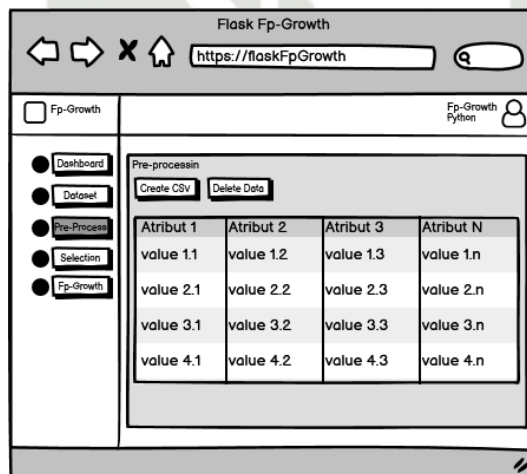 Flask Fp-Growth
https://flaskFpGrowth
Fp-Growth
Fp-Growth
Python
Dashboard
Dataset
Pre-Process
Selection
Fp-Growth
Pre-processin
Create CSV Delete Data
Atribut 1 Atribut 2 Atribut 3 Atribut N
value 1.1 value 1.2 value 1.3 value 1.n
value 2.1 value 2.2 value 2.3 value 2.n
value 3.1 value 3.2 value 3.3 value 3.n
value 4.1 value 4.2 value 4.3 value 4.n